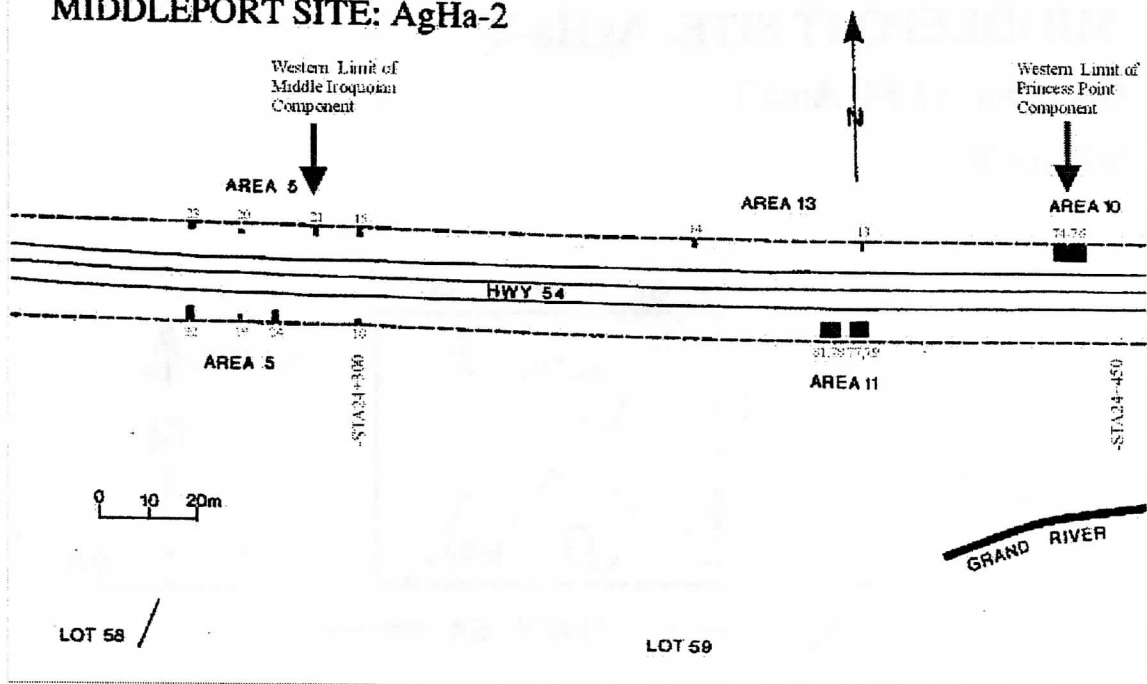 MIDDLEPORT SITE: AgHa-2
Western Limit of
Middle Iroquoian
Component
N
Western Limit of
Princess Point
Component
AREA 5
AREA 13
AREA 10
20
21
14
13
74-76
HWY 54
AREA 5
AREA 11
-STA24+300
-STA24+450
0 10 20m
GRAND RIVER
LOT 58
LOT 59